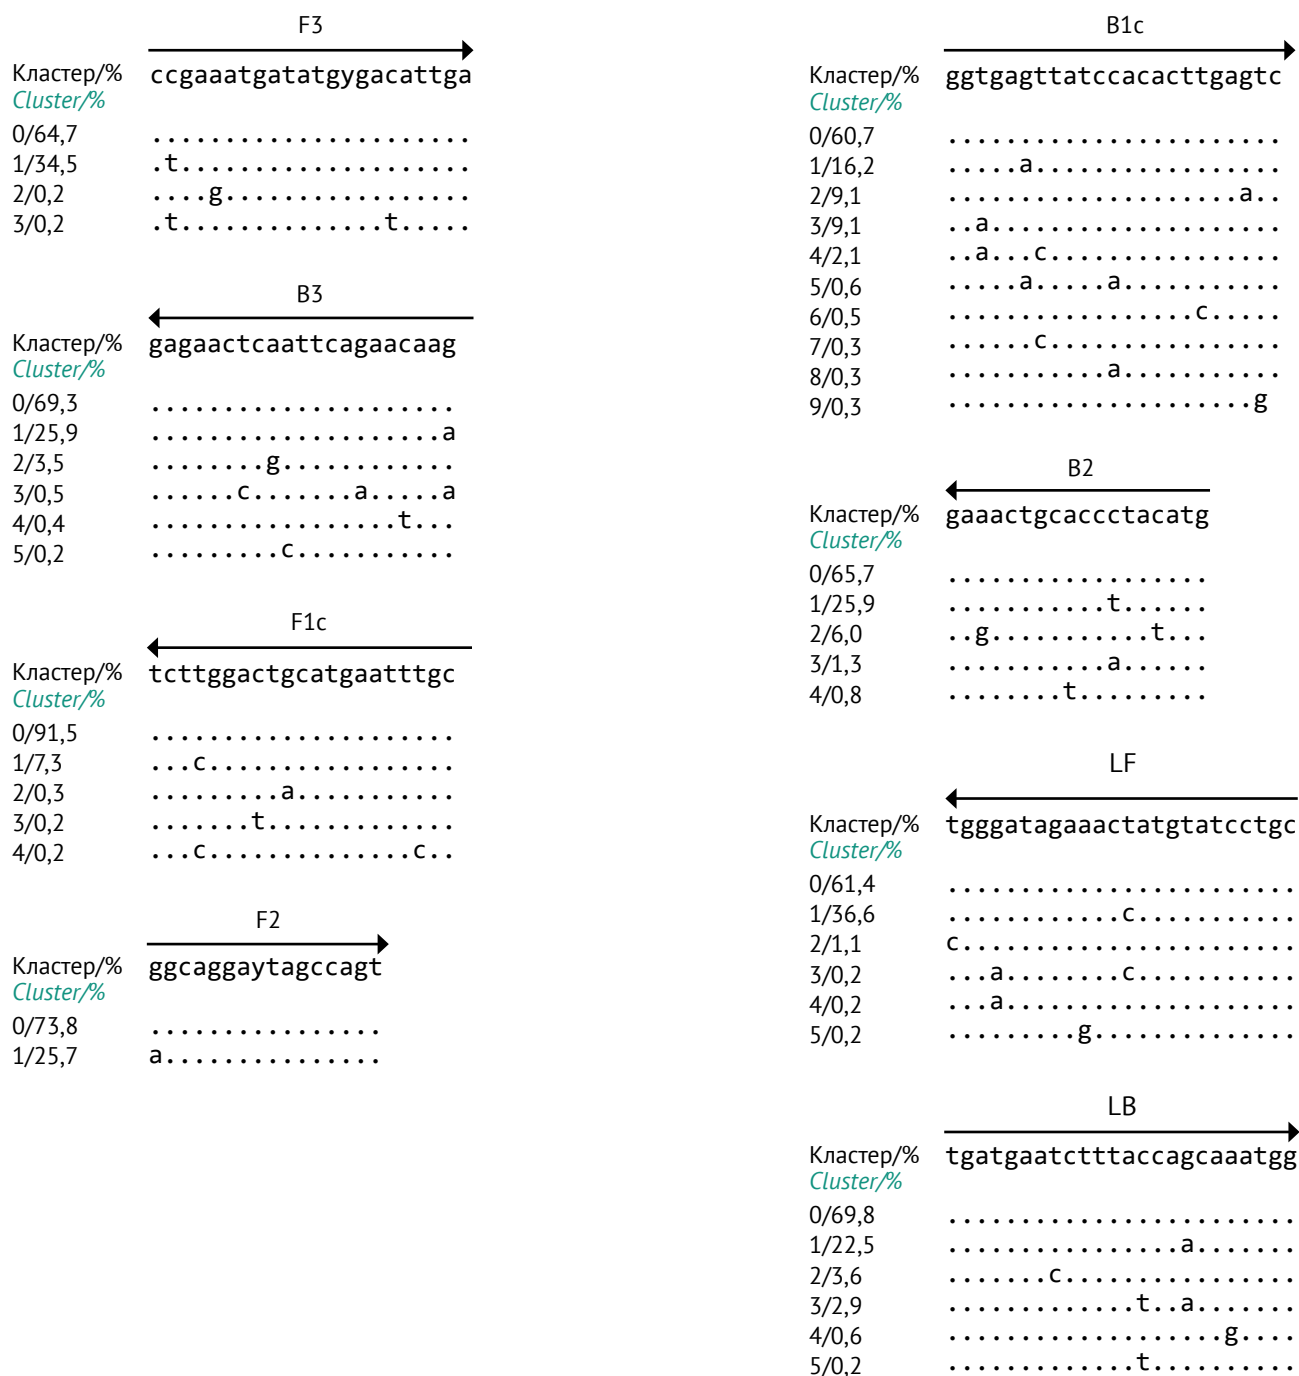 F3
Кластер/% ccgaaatgatatgygacattga
Cluster/%
0/64,7 ......................
1/34,5 .t....................
2/0,2 ....g.................
3/0,2 .t..............t.....
B3
Кластер/% gagaactcaattcagaacaag
Cluster/%
0/69,3 .....................
1/25,9 ....................a
2/3,5 ........g............
3/0,5 ......c.......a.....a
4/0,4 .................t...
5/0,2 .........c...........
F1c
Кластер/% tcttggactgcatgaatttgc
Cluster/%
0/91,5 .....................
1/7,3 ...c.................
2/0,3 .........a...........
3/0,2 .......t.............
4/0,2 ...c..............c..
F2
Кластер/% ggcaggaytagccagt
Cluster/%
0/73,8 ................
1/25,7 a...............
B1c
Кластер/% ggtgagttatccacacttgagtc
Cluster/%
0/60,7 .......................
1/16,2 .....a.................
2/9,1 ....................a..
3/9,1 ..a....................
4/2,1 ..a...c................
5/0,6 .....a.....a...........
6/0,5 .................c.....
7/0,3 ......c................
8/0,3 ...........a...........
9/0,3 .....................g
B2
Кластер/% gaaactgcaccctacatg
Cluster/%
0/65,7 ..................
1/25,9 ...........t......
2/6,0 ..g...........t...
3/1,3 ...........a......
4/0,8 ........t.........
LF
Кластер/% tgggatagaaactatgtatcctgc
Cluster/%
0/61,4 ........................
1/36,6 ............c...........
2/1,1 c.......................
3/0,2 ...a........c...........
4/0,2 ...a....................
5/0,2 .........g..............
LB
Кластер/% tgatgaatctttaccagcaaatgg
Cluster/%
0/69,8 ........................
1/22,5 ................a.......
2/3,6 .......c................
3/2,9 .............t..a.......
4/0,6 ...................g....
5/0,2 .............t..........